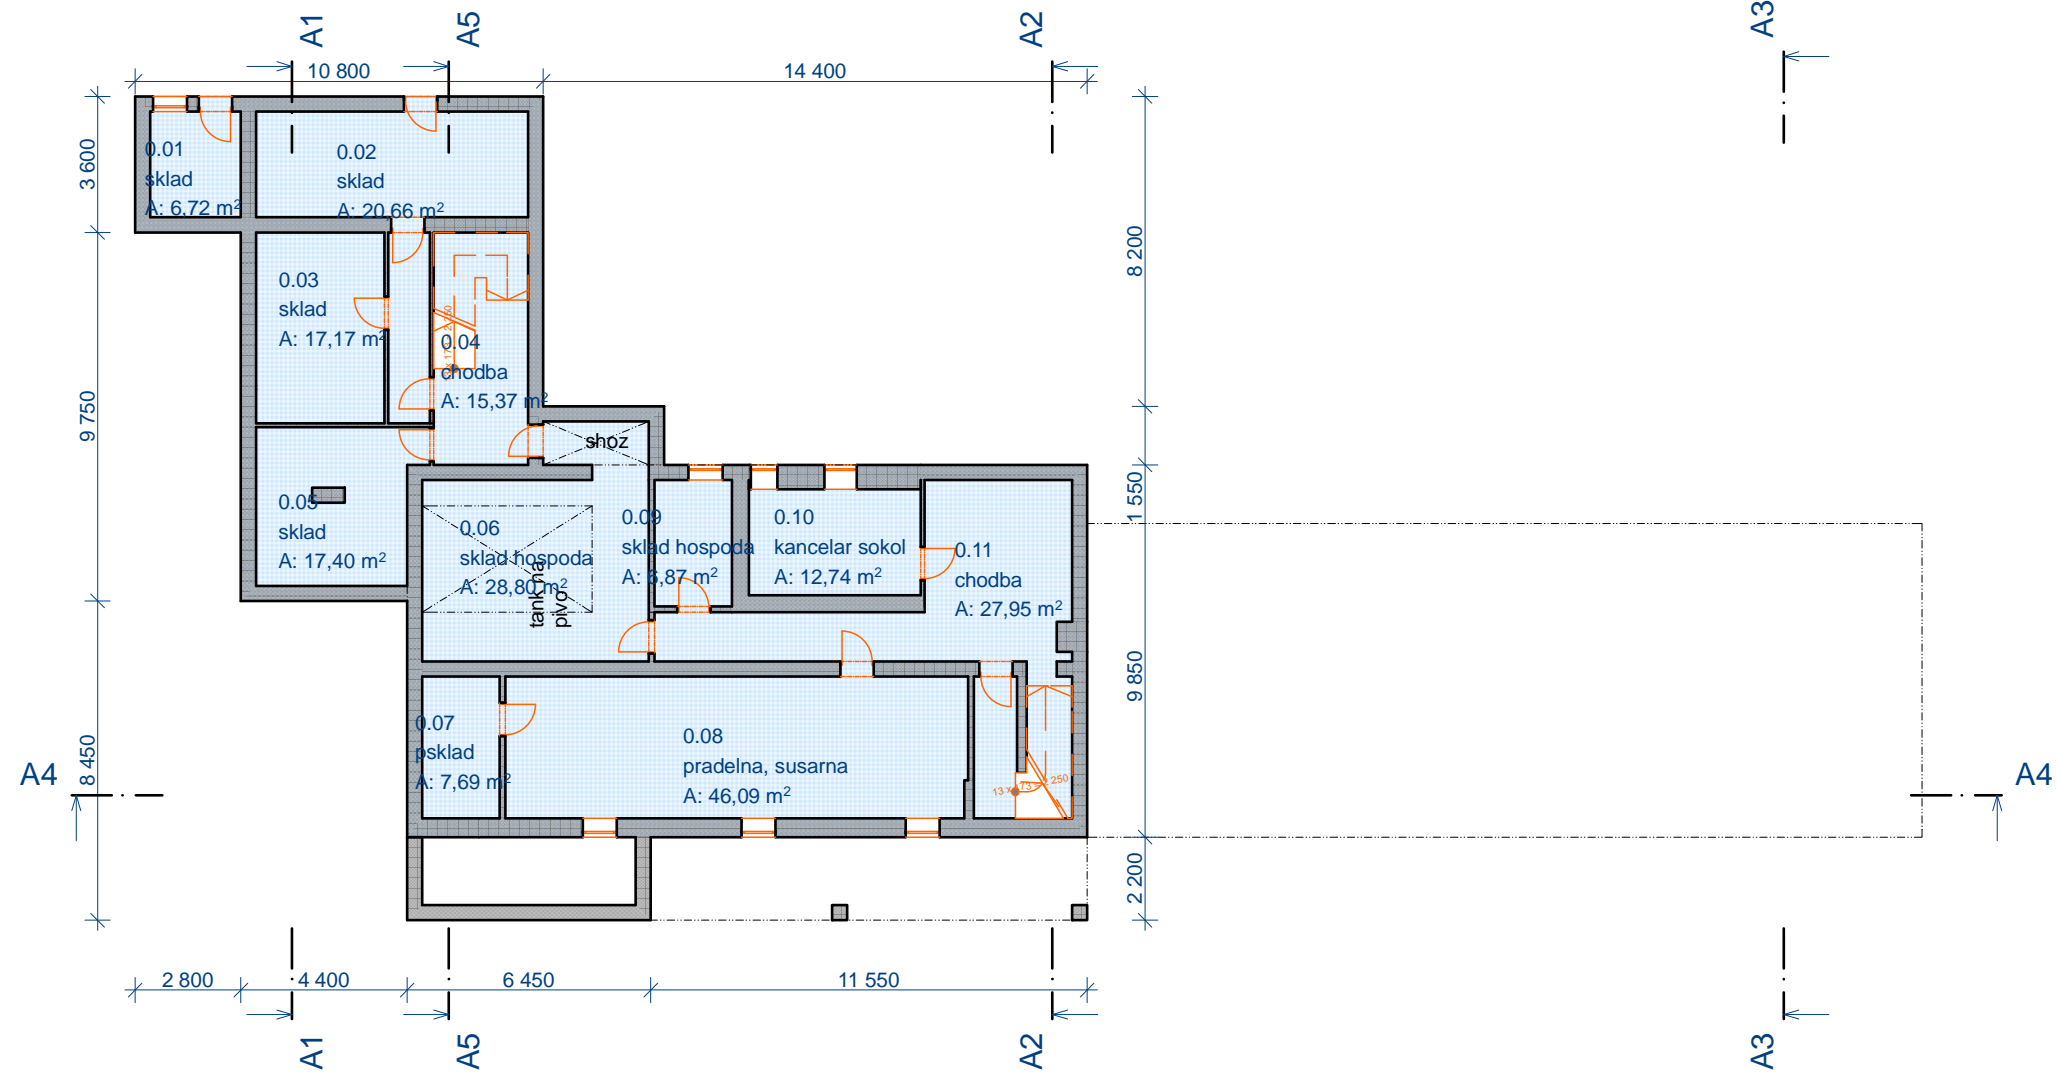 A1
A5
A2
A3
10 800
14 400
3 600
9 750
8 450
8 200
1 550
9 850
2 200
0.01
sklad
A: 6,72 m²
0.02
sklad
A: 20,66 m²
0.03
sklad
A: 17,17 m²
0.04
chodba
A: 15,37 m²
shoz
0.05
sklad
A: 17,40 m²
0.06
sklad hospoda
A: 28,80 m²
tank na
pivo
0.09
sklad hospoda
A: 6,87 m²
0.10
kancelar sokol
A: 12,74 m²
0.11
chodba
A: 27,95 m²
0.07
psklad
A: 7,69 m²
0.08
pradelna, susarna
A: 46,09 m²
A4
A4
2 800
4 400
6 450
11 550
A1
A5
A2
A3